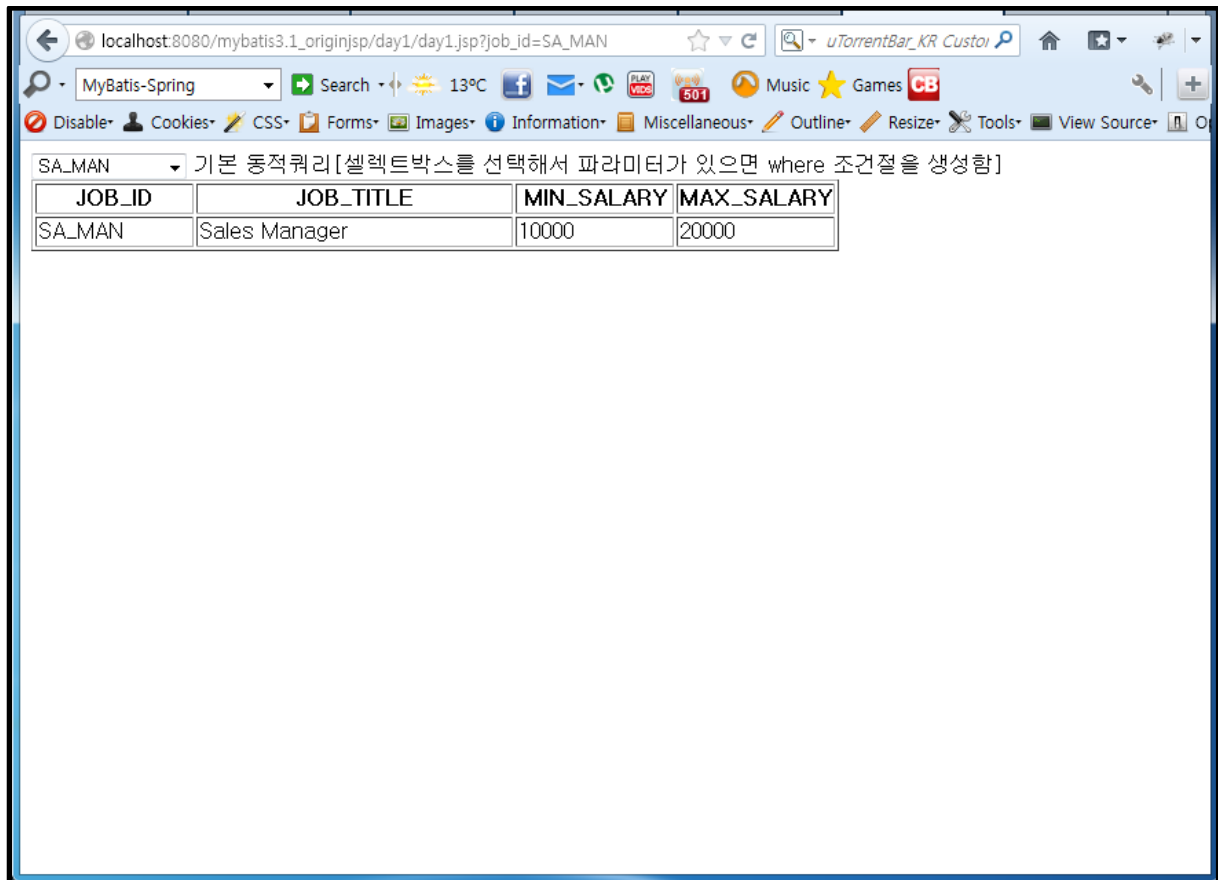 localhost:8080/mybatis3.1_originjsp/day1/day1.jsp?job_id=SA_MAN uTorrentBar_KR Custo
MyBatis-Spring Search 13ºC PLAY VIDS 501 Music Games CB
Disable Cookies CSS Forms Images Information Miscellaneous Outline Resize Tools View Source O
SA_MAN 기본 동적쿼리[셀렉트박스를 선택해서 파라미터가 있으면 where 조건절을 생성함]
JOB_ID JOB_TITLE MIN_SALARY MAX_SALARY
SA_MAN Sales Manager 10000 20000